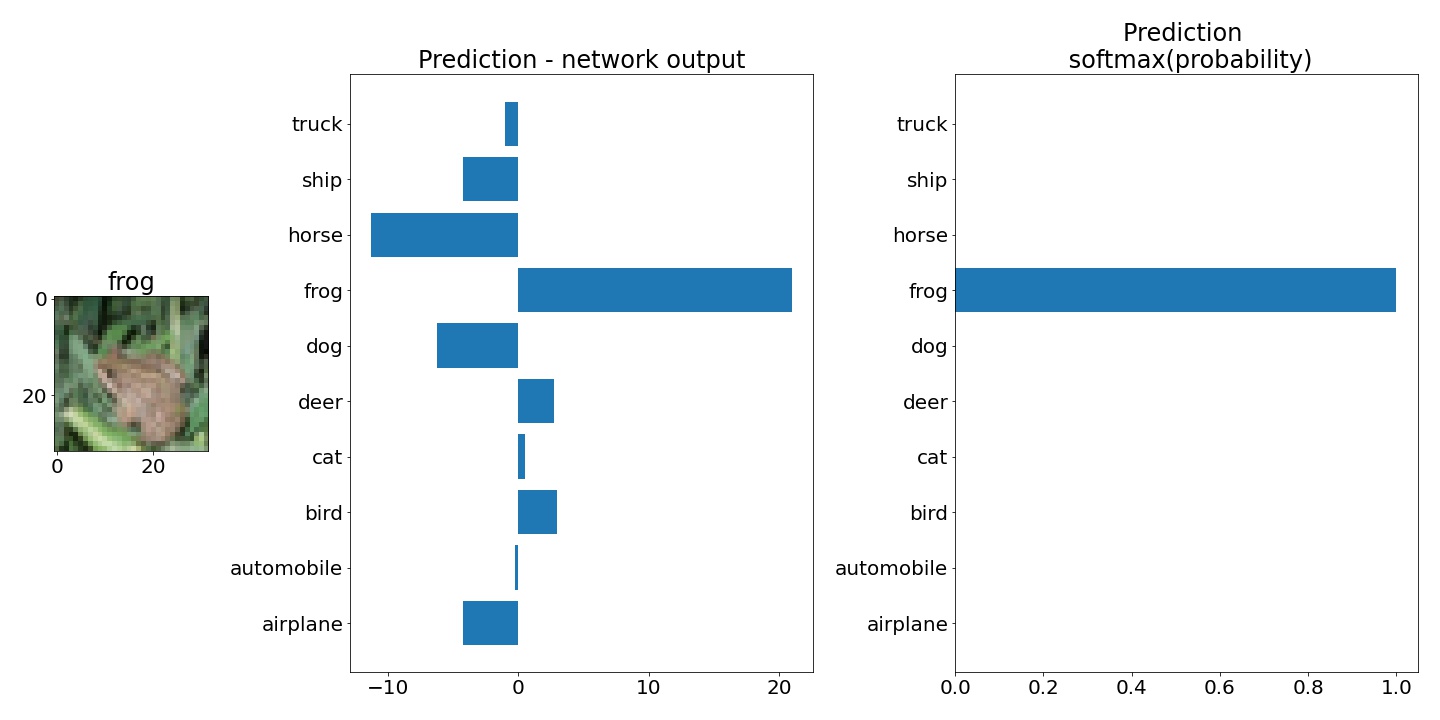 frog
0
20
0 20
Prediction - network output
truck
ship
horse
frog
dog
deer
cat
bird
automobile
airplane
−10 0 10 20
Prediction
softmax(probability)
truck
ship
horse
frog
dog
deer
cat
bird
automobile
airplane
0.0 0.2 0.4 0.6 0.8 1.0